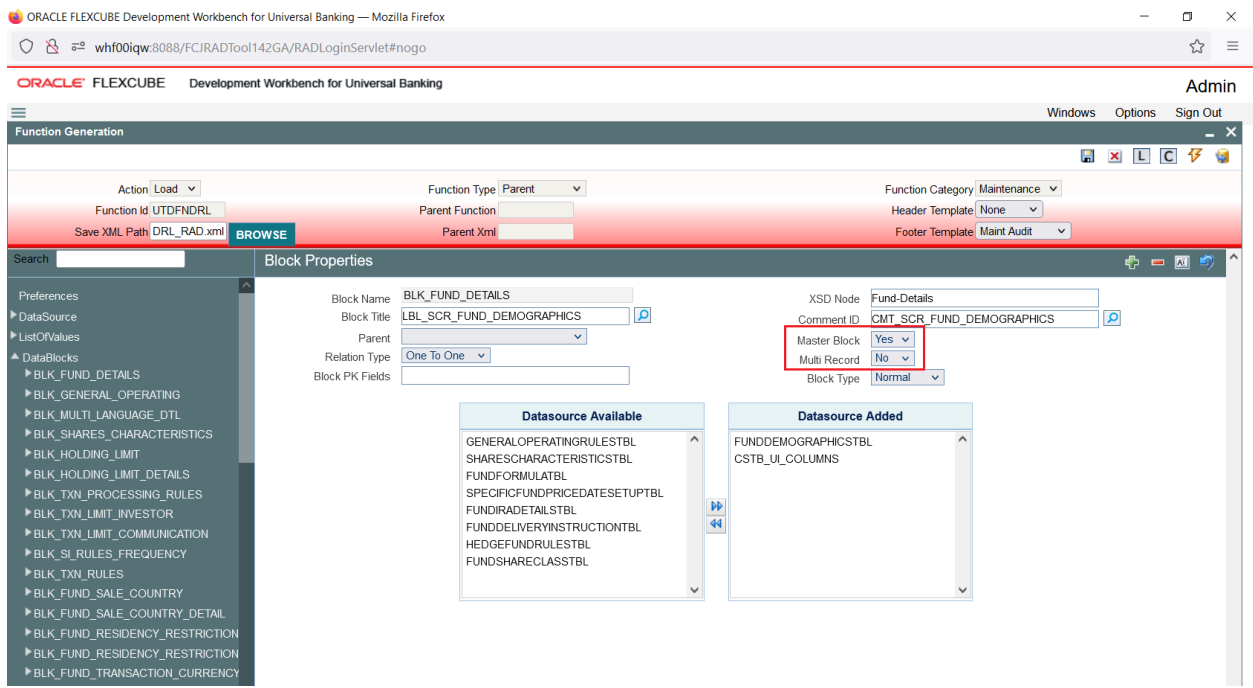 ORACLE FLEXCUBE Development Workbench for Universal Banking — Mozilla Firefox
whf00iqw:8088/FCJRADTool142GA/RADLoginServlet#nogo
ORACLE FLEXCUBE Development Workbench for Universal Banking Admin
Windows Options Sign Out
Function Generation
L C
Action Load Function Type Parent Function Category Maintenance
Function Id UTDFNDRL Parent Function Header Template None
Save XML Path DRL_RAD.xml BROWSE Parent Xml Footer Template Maint Audit
Search Block Properties
Preferences
DataSource
ListOfValues
DataBlocks
BLK_FUND_DETAILS
BLK_GENERAL_OPERATING
BLK_MULTI_LANGUAGE_DTL
BLK_SHARES_CHARACTERISTICS
BLK_HOLDING_LIMIT
BLK_HOLDING_LIMIT_DETAILS
BLK_TXN_PROCESSING_RULES
BLK_TXN_LIMIT_INVESTOR
BLK_TXN_LIMIT_COMMUNICATION
BLK_SI_RULES_FREQUENCY
BLK_TXN_RULES
BLK_FUND_SALE_COUNTRY
BLK_FUND_SALE_COUNTRY_DETAIL
BLK_FUND_RESIDENCY_RESTRICTION
BLK_FUND_RESIDENCY_RESTRICTION
BLK_FUND_TRANSACTION_CURRENCY
Block Name BLK_FUND_DETAILS XSD Node Fund-Details
Block Title LBL_SCR_FUND_DEMOGRAPHICS Comment ID CMT_SCR_FUND_DEMOGRAPHICS
Parent Master Block Yes
Relation Type One To One Multi Record No
Block PK Fields Block Type Normal
Datasource Available
GENERALOPERATINGRULESTBL
SHARESCHARACTERISTICSTBL
FUNDFORMULATBL
SPECIFICFUNDPRICEDATESETUPTBL
FUNDIRADETAILSTBL
FUNDDELIVERYINSTRUCTIONTBL
HEDGEFUNDRULESTBL
FUNDSHARECLASSTBL
Datasource Added
FUNDDEMOGRAPHICSTBL
CSTB_UI_COLUMNS